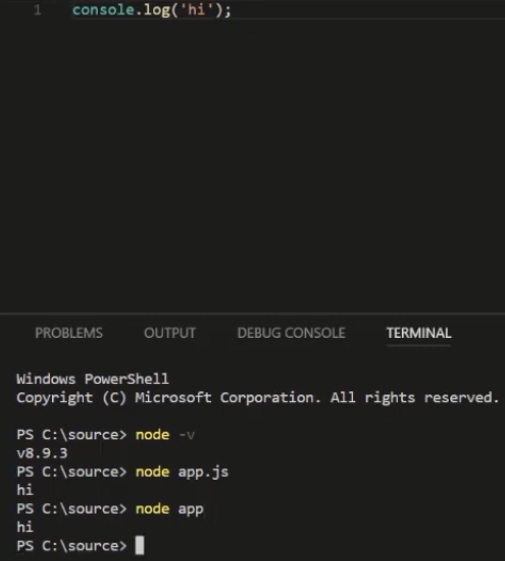 1 console.log('hi');
PROBLEMS OUTPUT DEBUG CONSOLE TERMINAL
Windows PowerShell
Copyright (C) Microsoft Corporation. All rights reserved.
PS C:\source> node -v
v8.9.3
PS C:\source> node app.js
hi
PS C:\source> node app
hi
PS C:\source>